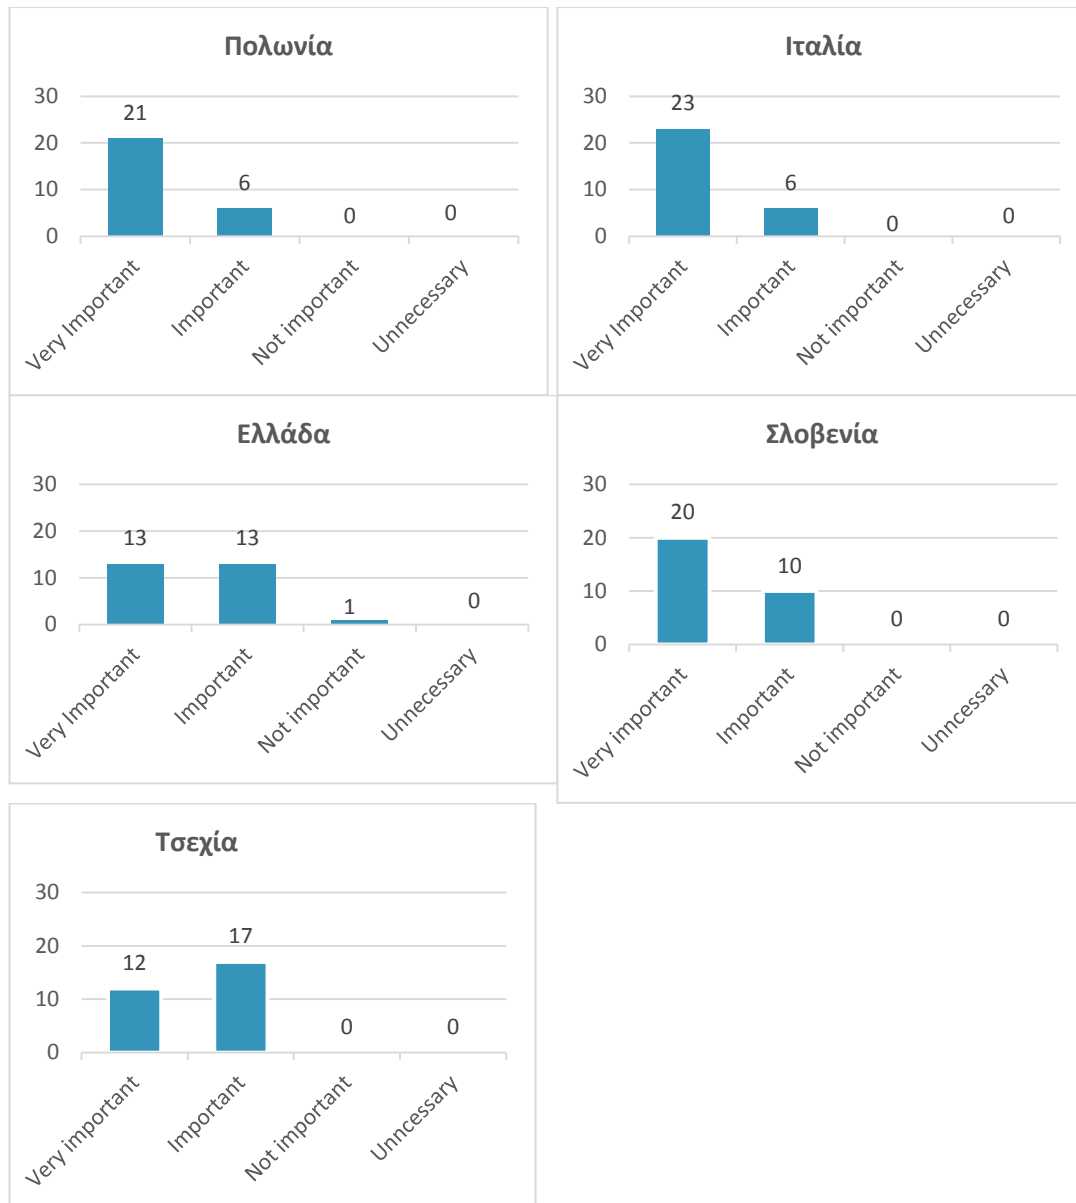 Πολωνία
30
20
10
0
21
6
0
0
Very Important
Important
Not important
Unnecessary
Ιταλία
30
20
10
0
23
6
0
0
Very Important
Important
Not important
Unnecessary
Ελλάδα
30
20
10
0
13
13
1
0
Very Important
Important
Not important
Unnecessary
Σλοβενία
30
20
10
0
20
10
0
0
Very important
Important
Not important
Unncessary
Τσεχία
30
20
10
0
12
17
0
0
Very important
Important
Not important
Unncessary